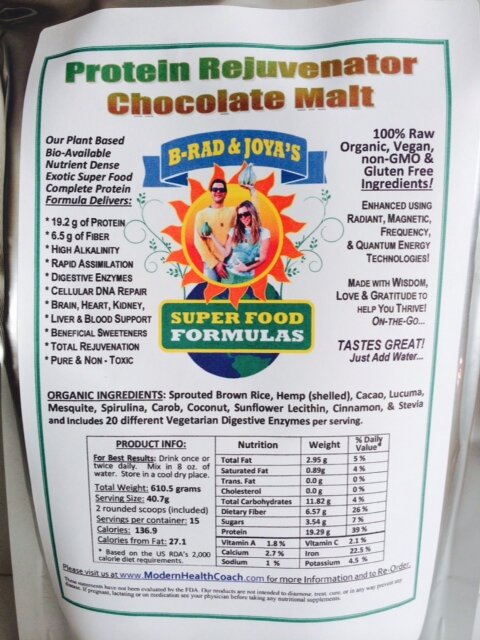 Protein Rejuvenator
Chocolate Malt
Our Plant Based
Bio-Available
Nutrient Dense
Exotic Super Food
Complete Protein
Formula Delivers:
* 19.2 g of Protein
* 6.5 g of Fiber
* High Alkalinity
* Rapid Assimilation
* Digestive Enzymes
* Cellular DNA Repair
* Brain, Heart, Kidney,
* Liver & Blood Support
* Beneficial Sweeteners
* Total Rejuvenation
* Pure & Non - Toxic
B-RAD & JOYA'S
SUPER FOOD
FORMULAS
100% Raw
Organic, Vegan,
non-GMO &
Gluten Free
Ingredients!
Enhanced using
Radiant, Magnetic,
Frequency,
& Quantum Energy
Technologies!
Made with Wisdom,
Love & Gratitude to
help You Thrive!
On-the-Go...
TASTES GREAT!
Just Add Water...
ORGANIC INGREDIENTS: Sprouted Brown Rice, Hemp (shelled), Cacao, Lucuma,
Mesquite, Spirulina, Carob, Coconut, Sunflower Lecithin, Cinnamon, & Stevia
and includes 20 different Vegetarian Digestive Enzymes per serving.
PRODUCT INFO:
For Best Results: Drink once or
twice daily. Mix in 8 oz. of
water. Store in a cool dry place.
Total Weight: 610.5 grams
Serving Size: 40.7g
2 rounded scoops (included)
Servings per container: 15
Calories: 136.9
Calories from Fat: 27.1
* Based on the US RDA's 2,000
calorie diet requirements.
Nutrition Weight % Daily Value*
Total Fat 2.95 g 5 %
Saturated Fat 0.89g 4 %
Trans. Fat 0.0 g 0 %
Cholesterol 0.0 g 0 %
Total Carbohydrates 11.82 g 4 %
Dietary Fiber 6.57 g 26 %
Sugars 3.54 g 7 %
Protein 19.29 g 39 %
Vitamin A 1.8 % Vitamin C 2.1 %
Calcium 2.7 % Iron 22.5 %
Sodium 1 % Potassium 4.5 %
Please visit us at www.ModernHealthCoach.com for more Information and to Re-Order.
These statements have not been evaluated by the FDA. Our products are not intended to diagnose, treat, cure, or in any way prevent any
disease. If pregnant, lactating or on medication see your physician before taking any nutritional supplements.